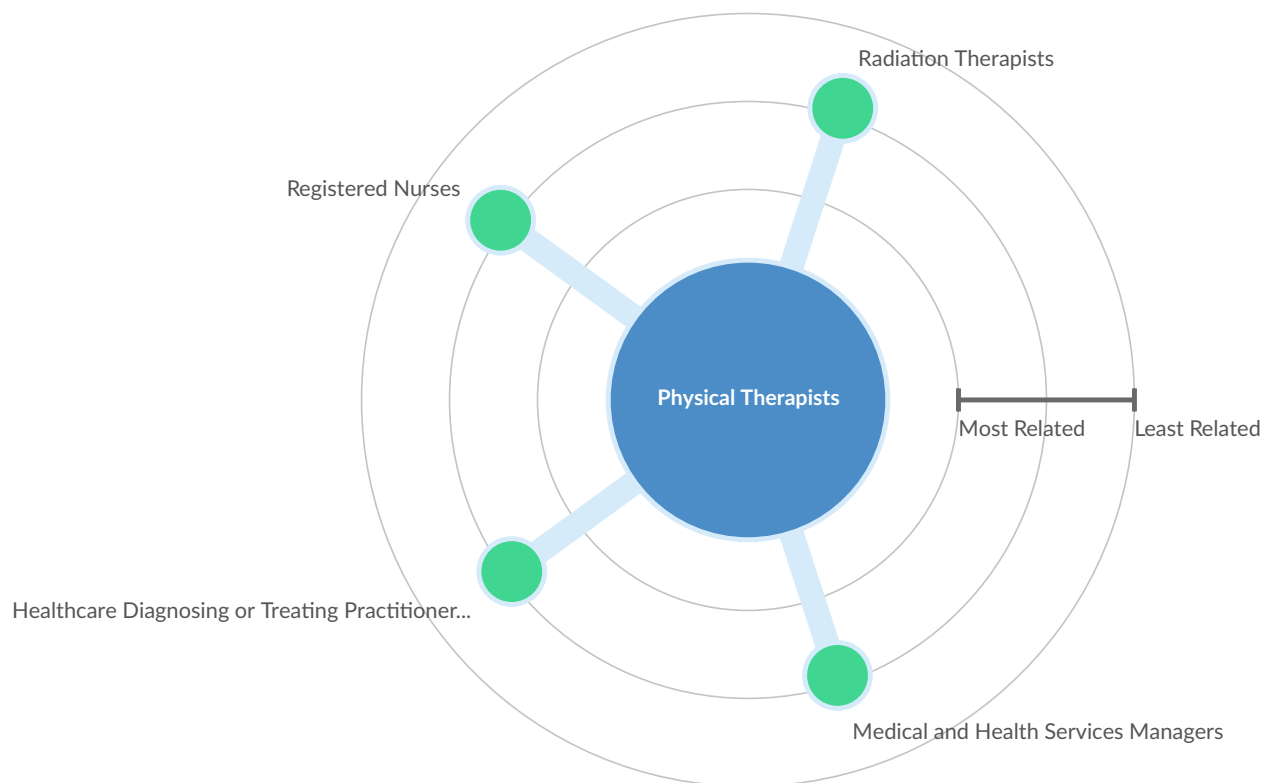 Radiation Therapists
Registered Nurses
Physical Therapists
Most Related
Least Related
Healthcare Diagnosing or Treating Practitioner...
Medical and Health Services Managers